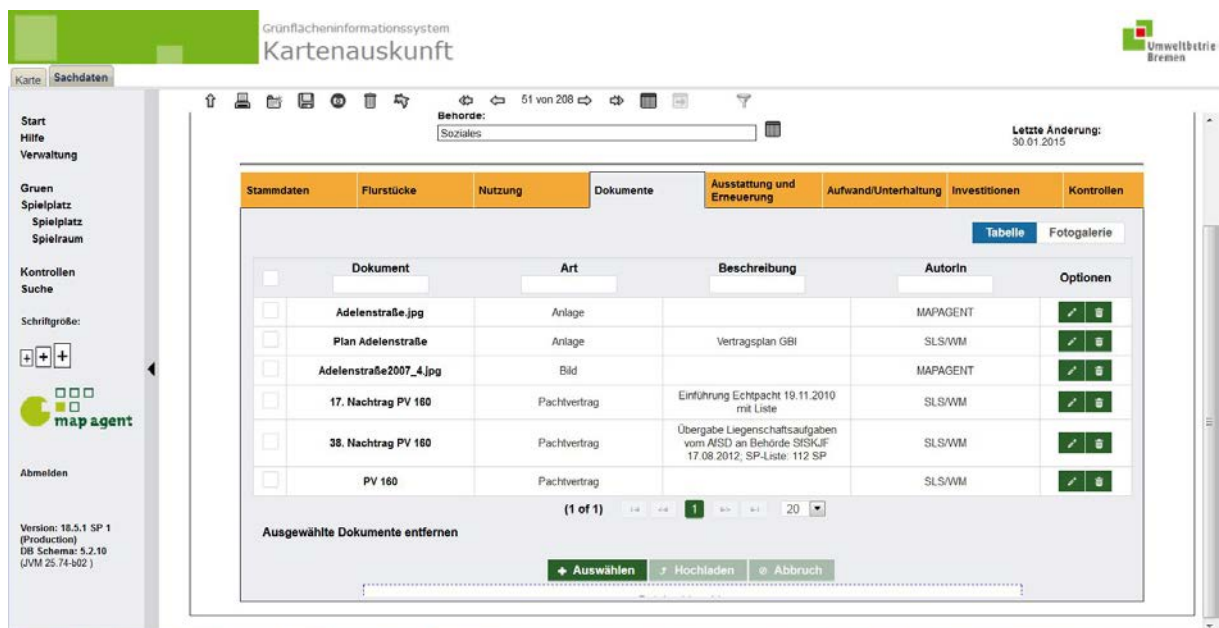 Grünflächeninformationssystem
Kartenauskunft
Umweltbetrie
Bremen
Karte Sachdaten
51 von 208
Start
Hilfe
Verwaltung
Gruen
Spielplatz
Spielplatz
Spielraum
Kontrollen
Suche
Schriftgröße:
+ + +
map agent
Abmelden
Version: 18.5.1 SP 1
(Production)
DB Schema: 5.2.10
(JVM 25.74-b02 )
Behörde:
Soziales
Letzte Änderung:
30.01.2015
Stammdaten Flurstücke Nutzung Dokumente Ausstattung und Erneuerung Aufwand/Unterhaltung Investitionen Kontrollen
Tabelle Fotogalerie
Dokument Art Beschreibung AutorIn Optionen
Adelenstraße.jpg Anlage MAPAGENT
Plan Adelenstraße Anlage Vertragsplan GBI SLS/WM
Adelenstraße2007_4.jpg Bild MAPAGENT
17. Nachtrag PV 160 Pachtvertrag Einführung Echtpacht 19.11.2010 mit Liste SLS/WM
38. Nachtrag PV 160 Pachtvertrag Übergabe Liegenschaftsaufgaben vom AfSD an Behörde SfSKJF 17.08.2012, SP-Liste: 112 SP SLS/WM
PV 160 Pachtvertrag SLS/WM
(1 of 1) 1 20
Ausgewählte Dokumente entfernen
+ Auswählen Hochladen Abbruch